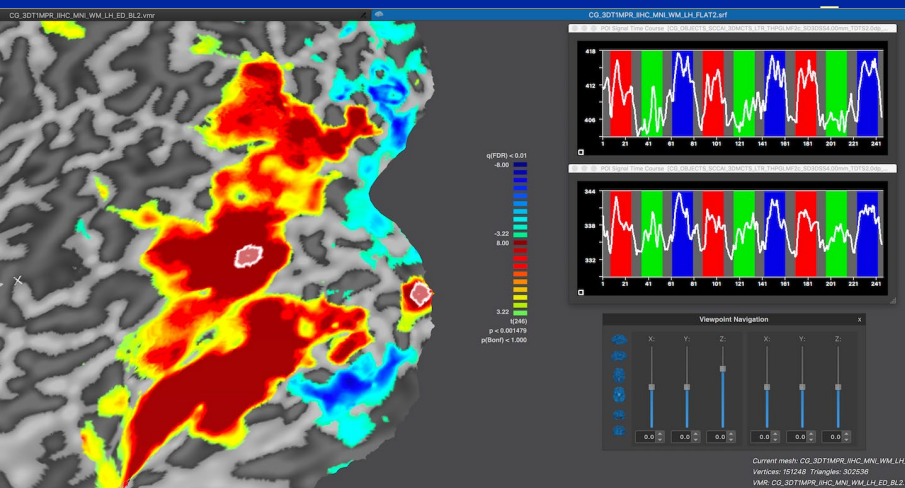 CG_3DT1MPR_IIHC_MNI_WM_LH_ED_BL2.vmr
CG_3DT1MPR_IIHC_MNI_WM_LH_FLAT2.srf
POI Signal Time Course
418
412
406
1 21 41 61 81 101 121 141 161 181 201 221 241
POI Signal Time Course
344
338
332
1 21 41 61 81 101 121 141 161 181 201 221 241
q(FDR) < 0.01
-8.00
-3.22
8.00
3.22
t(246)
p < 0.001479
p(Bonf) < 1.000
Viewpoint Navigation x
X: Y: Z: X: Y: Z:
0.0 0.0 0.0 0.0 0.0 0.0
Current mesh: CG_3DT1MPR_IIHC_MNI_WM_LH_
Vertices: 151248 Triangles: 302536
VMR: CG_3DT1MPR_IIHC_MNI_WM_LH_ED_BL2.